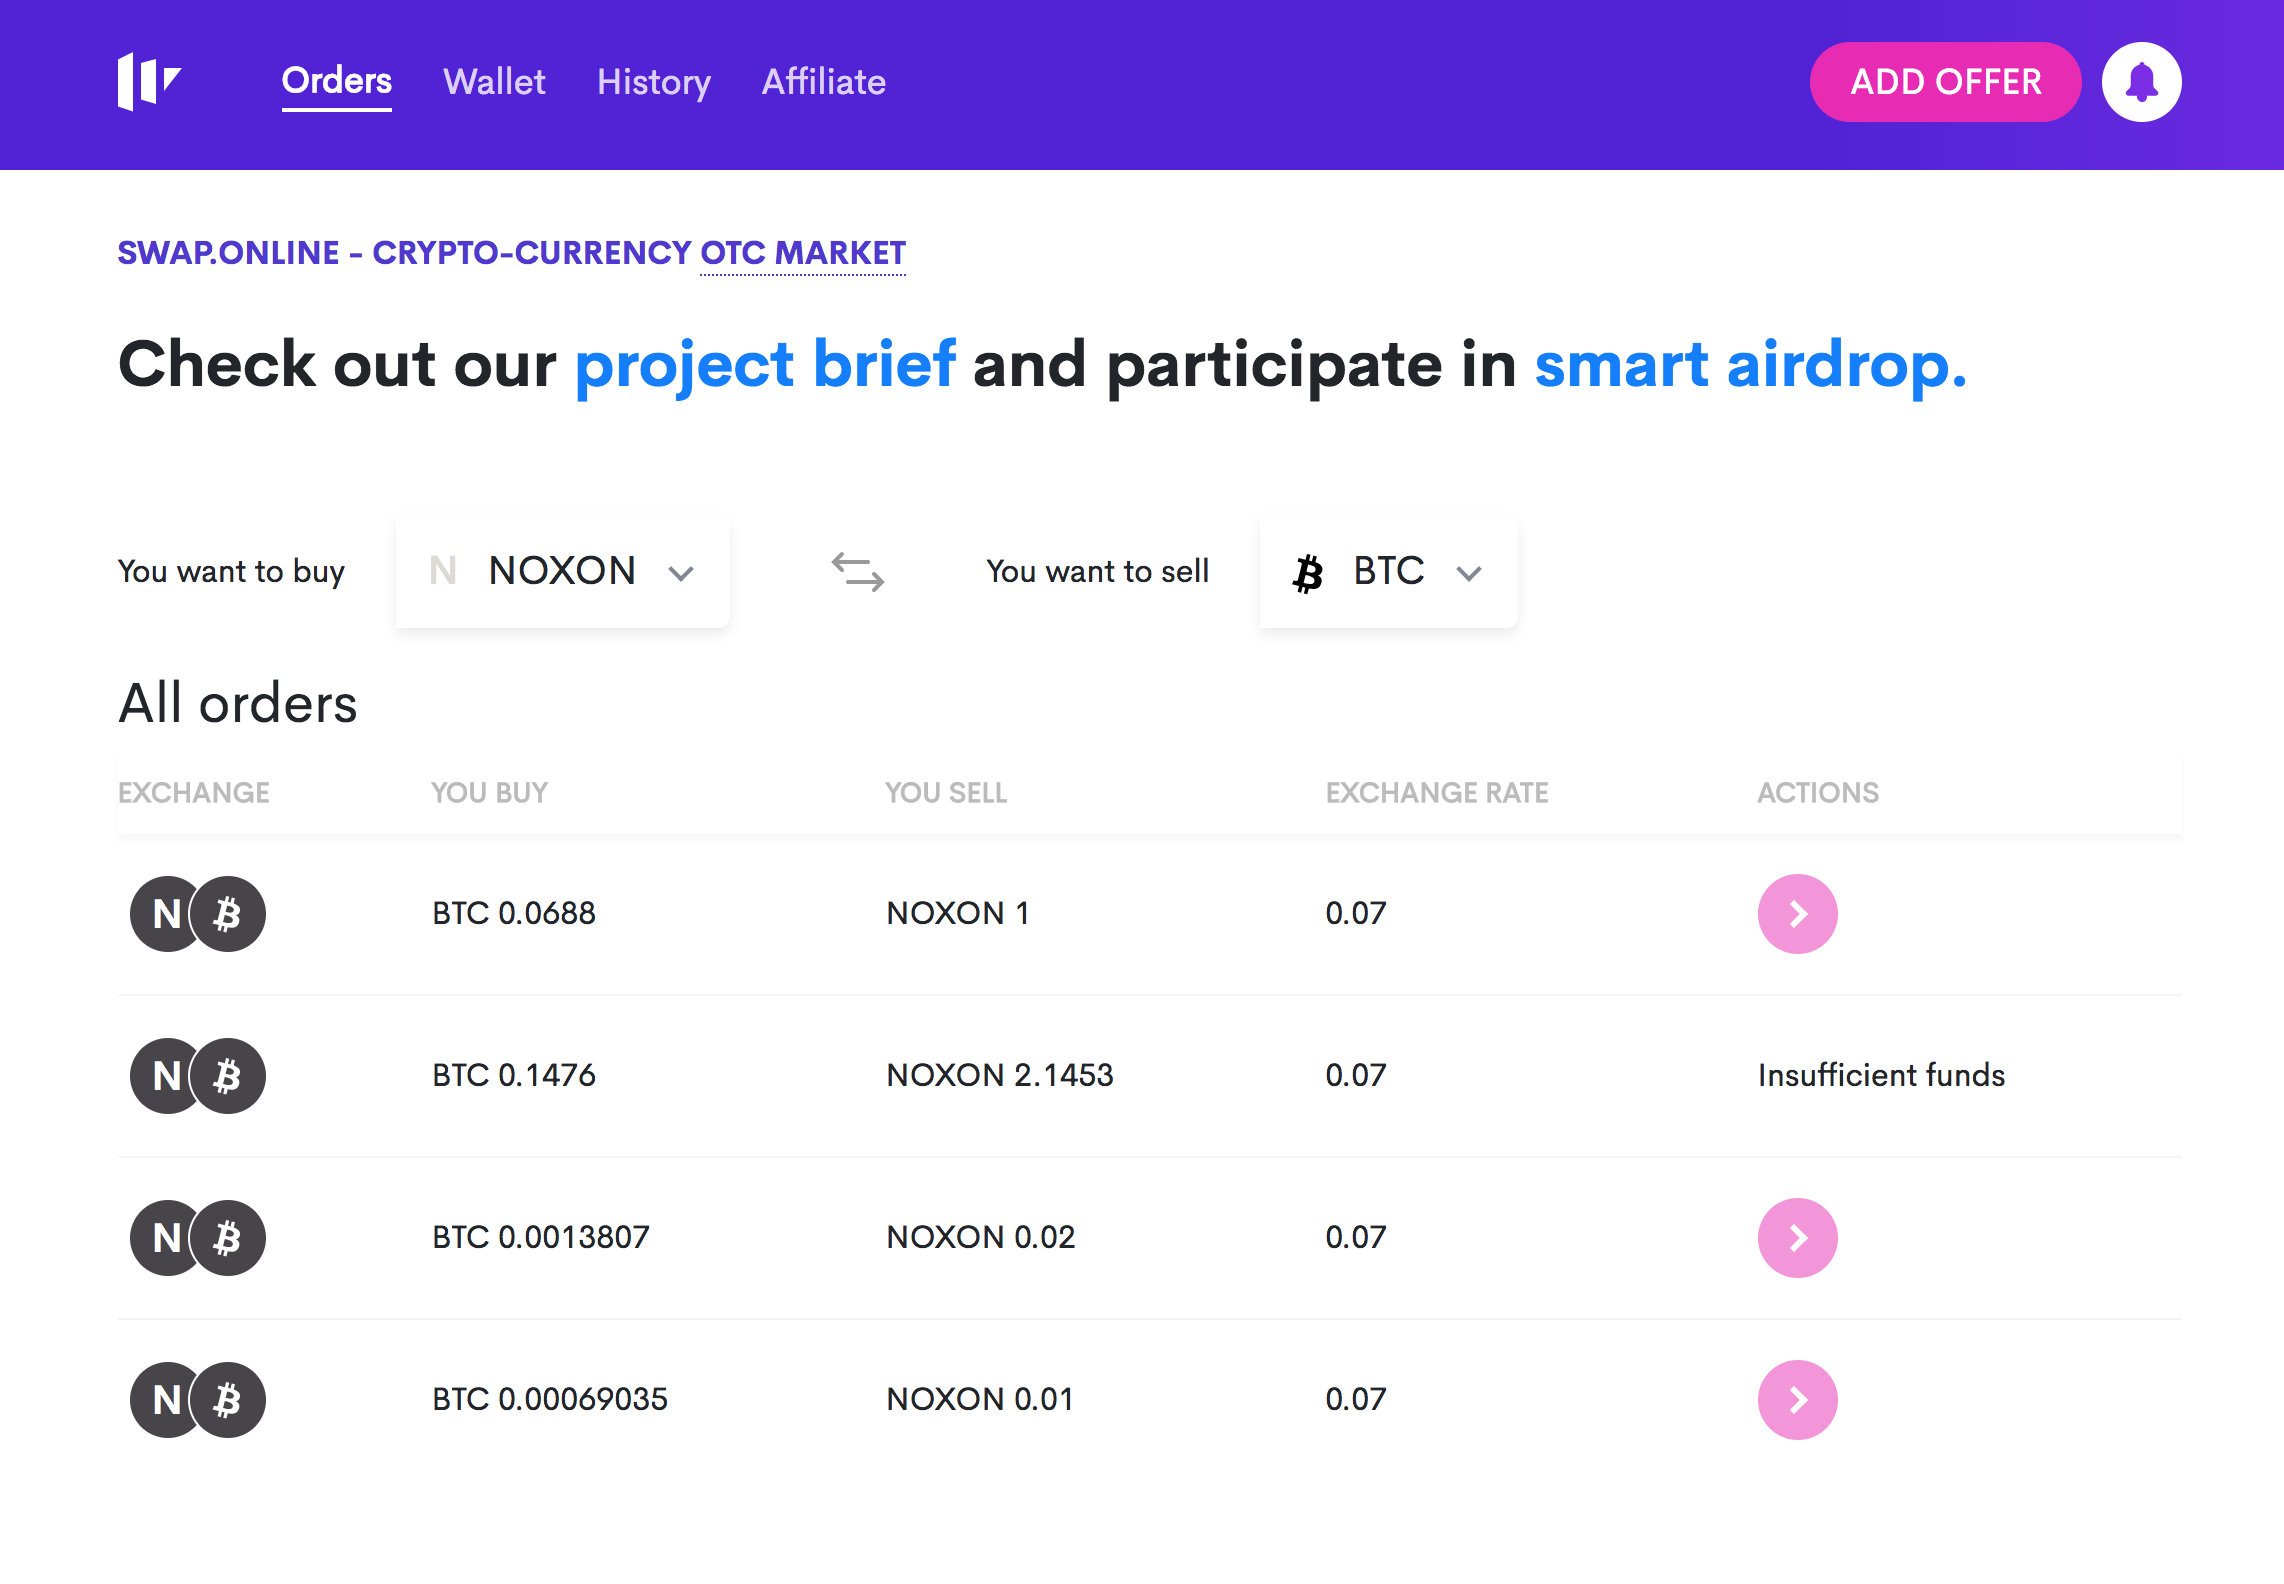 Orders Wallet History Affiliate ADD OFFER
SWAP.ONLINE - CRYPTO-CURRENCY OTC MARKET
Check out our project brief and participate in smart airdrop.
You want to buy N NOXON You want to sell BTC
All orders
EXCHANGE YOU BUY YOU SELL EXCHANGE RATE ACTIONS
N BTC 0.0688 NOXON 1 0.07
N BTC 0.1476 NOXON 2.1453 0.07 Insufficient funds
N BTC 0.0013807 NOXON 0.02 0.07
N BTC 0.00069035 NOXON 0.01 0.07